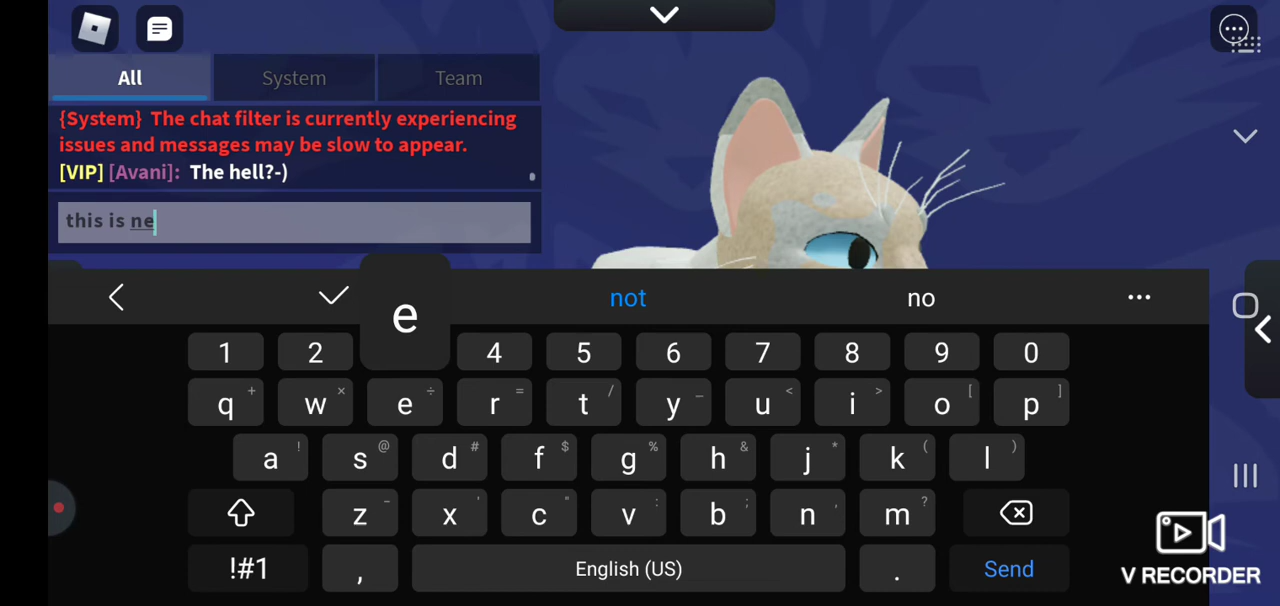 All System Team
{System} The chat filter is currently experiencing
issues and messages may be slow to appear.
[VIP] [Avani]: The hell?-)
this is ne
e not no ...
1 2 4 5 6 7 8 9 0
+ × ÷ = / _ < > [ ]
q w e r t y u i o p
! @ # $ % & * ( )
a s d f g h j k l
- ' " : ; , ?
z x c v b n m
!#1 , English (US) . Send
V RECORDER